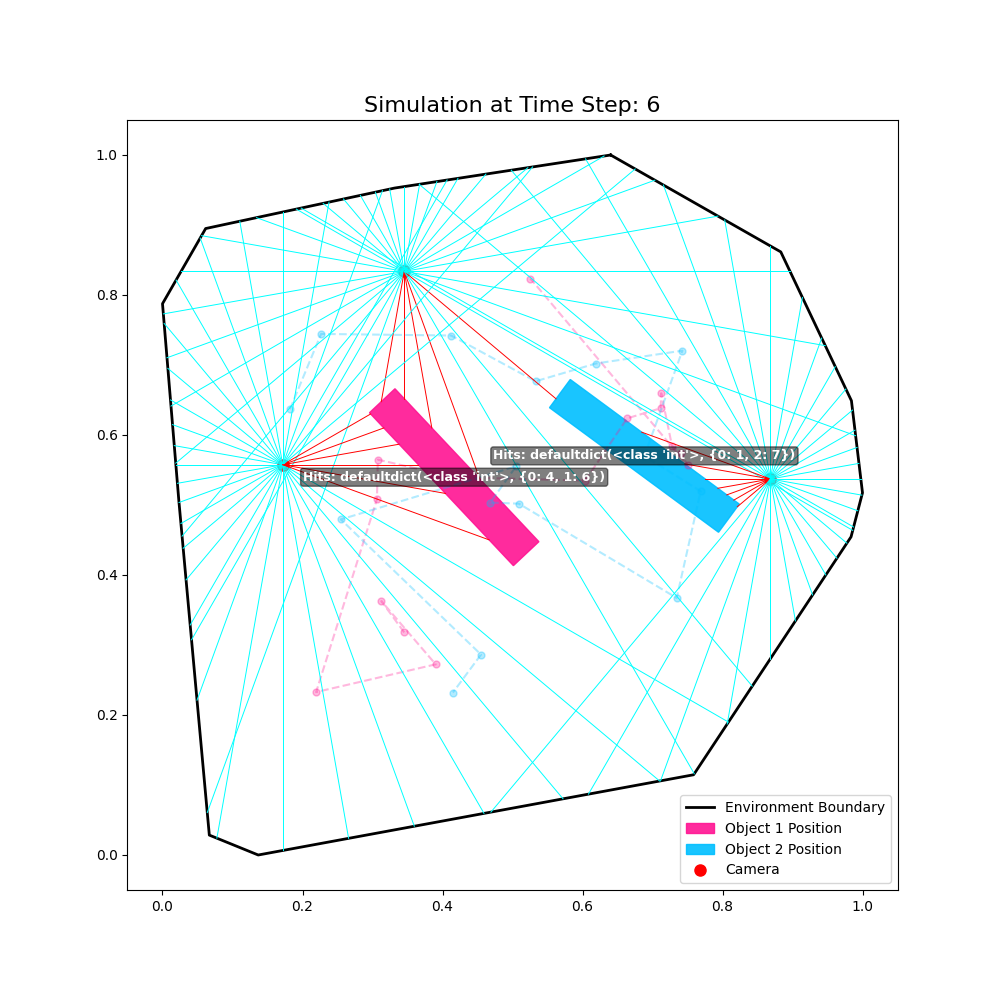 Simulation at Time Step: 6
1.0
0.8
0.6
0.4
0.2
0.0
Hits: defaultdict(<class 'int'>, {0: 1, 2: 7})
Hits: defaultdict(<class 'int'>, {0: 4, 1: 6})
Environment Boundary
Object 1 Position
Object 2 Position
Camera
0.0 0.2 0.4 0.6 0.8 1.0